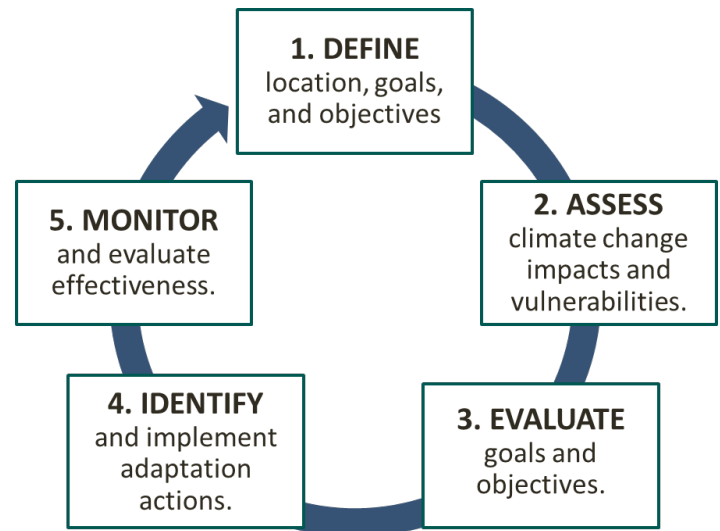 1. DEFINE
location, goals,
and objectives
2. ASSESS
climate change
impacts and
vulnerabilities.
3. EVALUATE
goals and
objectives.
4. IDENTIFY
and implement
adaptation
actions.
5. MONITOR
and evaluate
effectiveness.